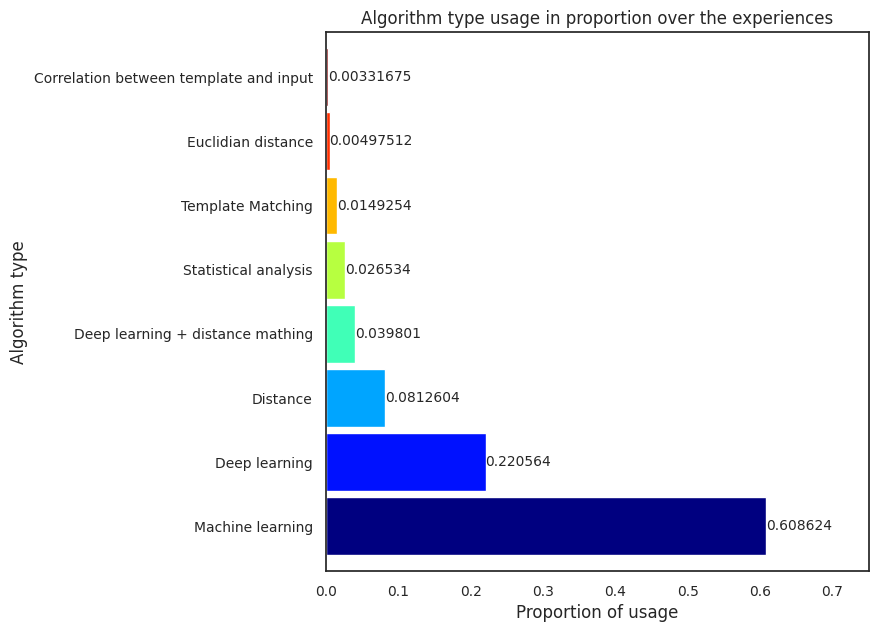 Algorithm type usage in proportion over the experiences
Algorithm type
Correlation between template and input 0.00331675
Euclidian distance 0.00497512
Template Matching 0.0149254
Statistical analysis 0.026534
Deep learning + distance mathing 0.039801
Distance 0.0812604
Deep learning 0.220564
Machine learning 0.608624
0.0 0.1 0.2 0.3 0.4 0.5 0.6 0.7
Proportion of usage